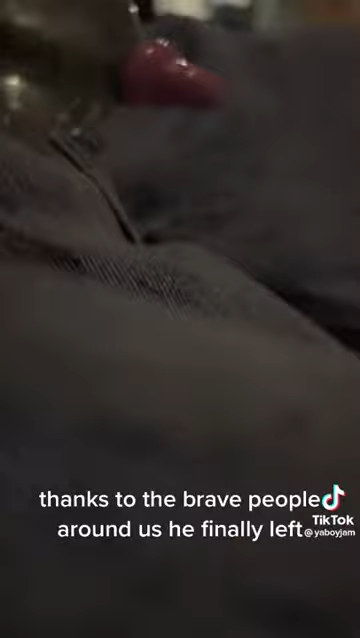 thanks to the brave people
around us he finally left
TikTok
@yaboyjam